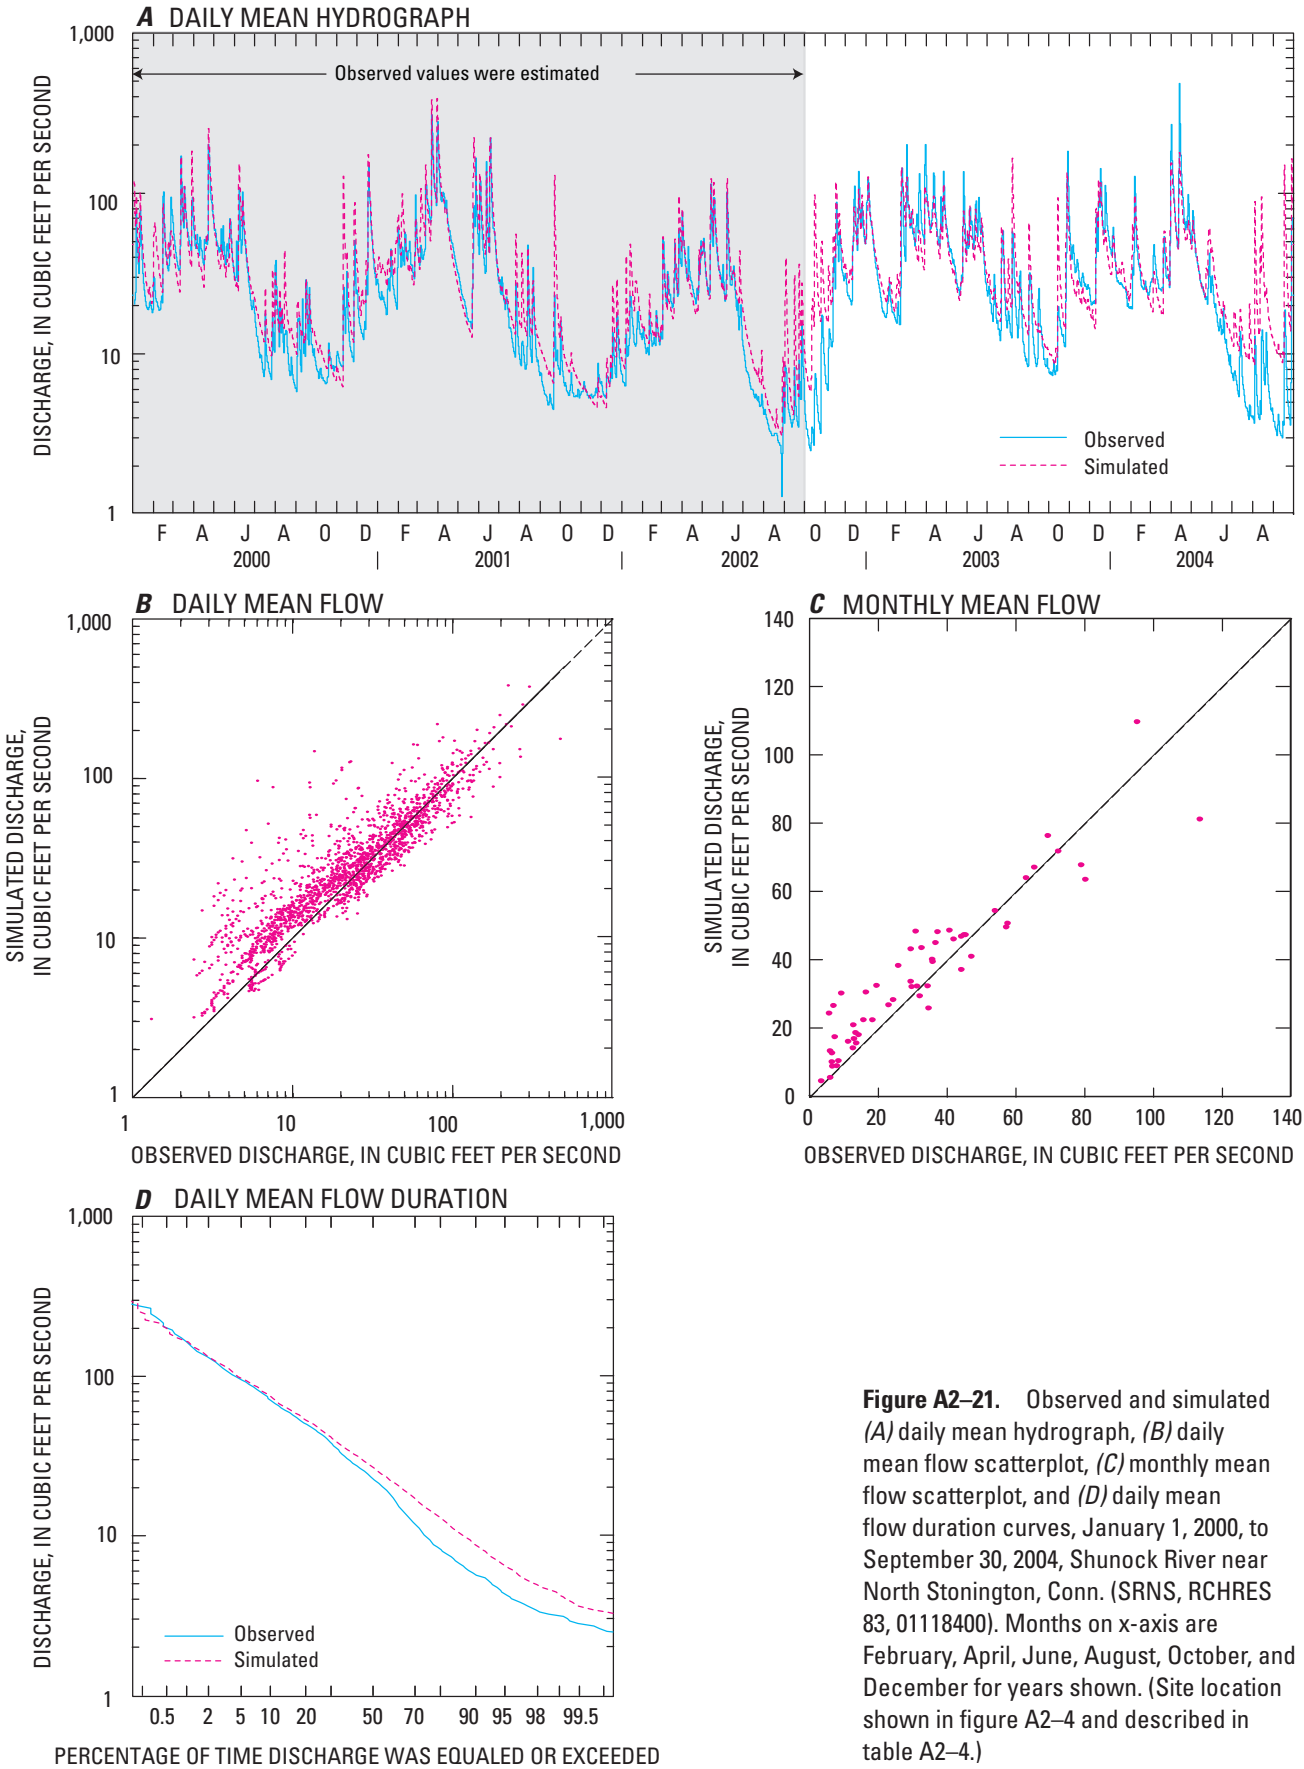 A DAILY MEAN HYDROGRAPH
DISCHARGE, IN CUBIC FEET PER SECOND
1,000
100
10
1
Observed values were estimated
Observed
Simulated
F A J A O D F A J A O D F A J A O D F A J A O D F A J A
2000 | 2001 | 2002 | 2003 | 2004
B DAILY MEAN FLOW
SIMULATED DISCHARGE,
IN CUBIC FEET PER SECOND
1,000
100
10
1
1 10 100 1,000
OBSERVED DISCHARGE, IN CUBIC FEET PER SECOND
C MONTHLY MEAN FLOW
SIMULATED DISCHARGE,
IN CUBIC FEET PER SECOND
140
120
100
80
60
40
20
0
0 20 40 60 80 100 120 140
OBSERVED DISCHARGE, IN CUBIC FEET PER SECOND
D DAILY MEAN FLOW DURATION
DISCHARGE, IN CUBIC FEET PER SECOND
1,000
100
10
1
Observed
Simulated
0.5 2 5 10 20 50 70 90 95 98 99.5
PERCENTAGE OF TIME DISCHARGE WAS EQUALED OR EXCEEDED
Figure A2–21. Observed and simulated
(A) daily mean hydrograph, (B) daily
mean flow scatterplot, (C) monthly mean
flow scatterplot, and (D) daily mean
flow duration curves, January 1, 2000, to
September 30, 2004, Shunock River near
North Stonington, Conn. (SRNS, RCHRES
83, 01118400). Months on x-axis are
February, April, June, August, October, and
December for years shown. (Site location
shown in figure A2–4 and described in
table A2–4.)